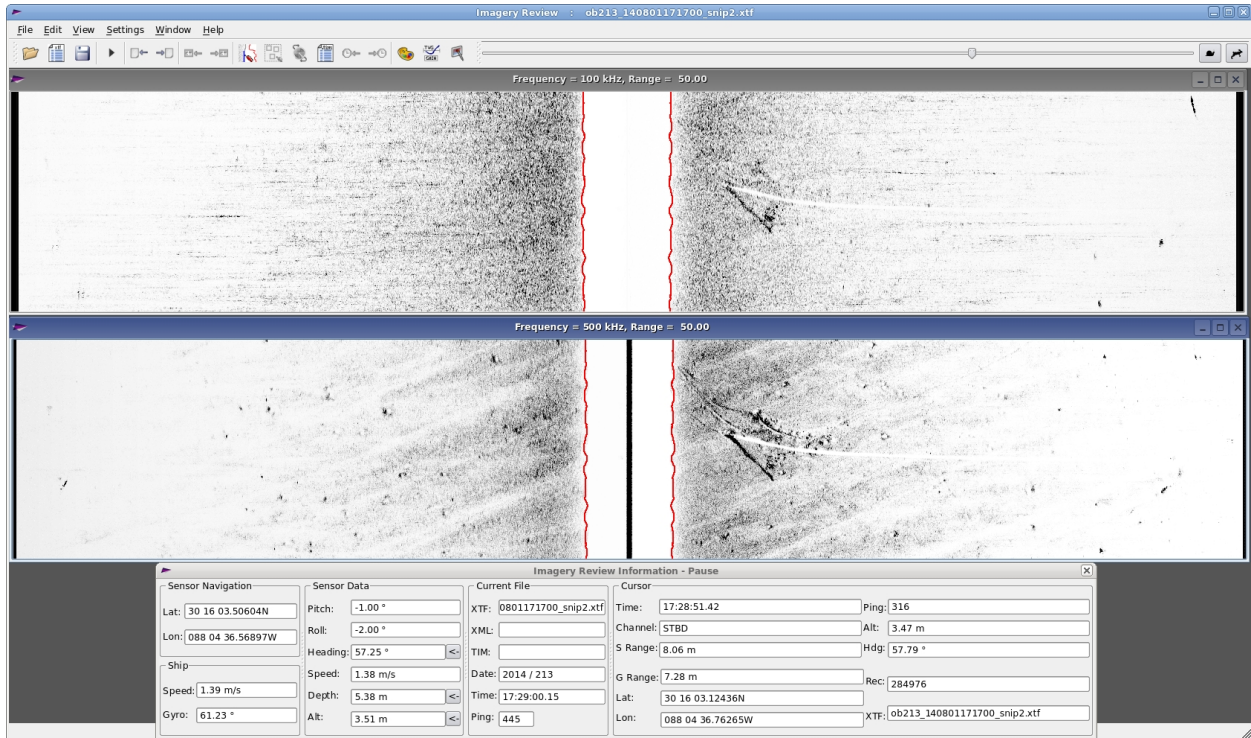 Imagery Review : ob213_140801171700_snip2.xtf
File Edit View Settings Window Help
Frequency = 100 kHz, Range = 50.00
Frequency = 500 kHz, Range = 50.00
Imagery Review Information - Pause
Sensor Navigation
Lat: 30 16 03.50604N
Lon: 088 04 36.56897W
Ship
Speed: 1.39 m/s
Gyro: 61.23 °
Sensor Data
Pitch: -1.00 °
Roll: -2.00 °
Heading: 57.25 ° <-
Speed: 1.38 m/s
Depth: 5.38 m <-
Alt: 3.51 m <-
Current File
XTF: 0801171700_snip2.xtf
XML:
TIM:
Date: 2014 / 213
Time: 17:29:00.15
Ping: 445
Cursor
Time: 17:28:51.42 Ping: 316
Channel: STBD Alt: 3.47 m
S Range: 8.06 m Hdg: 57.79 °
G Range: 7.28 m Rec: 284976
Lat: 30 16 03.12436N
Lon: 088 04 36.76265W XTF: ob213_140801171700_snip2.xtf